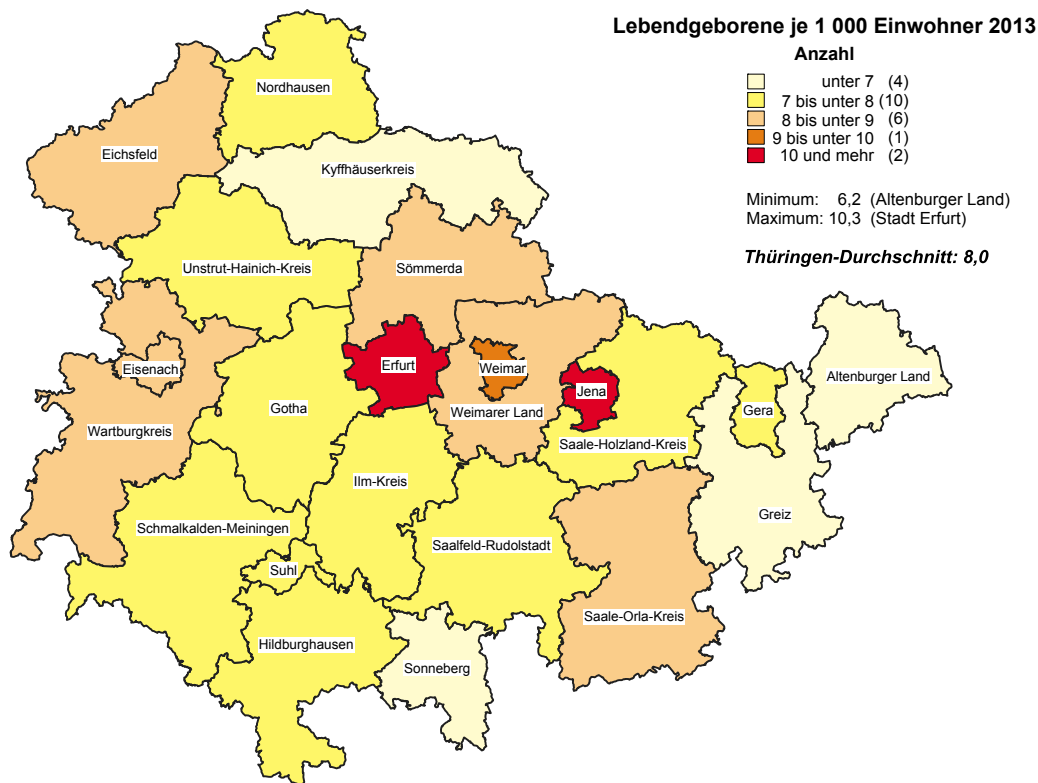 Lebendgeborene je 1 000 Einwohner 2013
Anzahl
unter 7 (4)
7 bis unter 8 (10)
8 bis unter 9 (6)
9 bis unter 10 (1)
10 und mehr (2)
Minimum: 6,2 (Altenburger Land)
Maximum: 10,3 (Stadt Erfurt)
Thüringen-Durchschnitt: 8,0
Nordhausen
Eichsfeld
Kyffhäuserkreis
Unstrut-Hainich-Kreis
Sömmerda
Eisenach
Erfurt
Weimar
Jena
Altenburger Land
Gotha
Weimarer Land
Gera
Wartburgkreis
Saale-Holzland-Kreis
Ilm-Kreis
Greiz
Schmalkalden-Meiningen
Saalfeld-Rudolstadt
Suhl
Saale-Orla-Kreis
Hildburghausen
Sonneberg